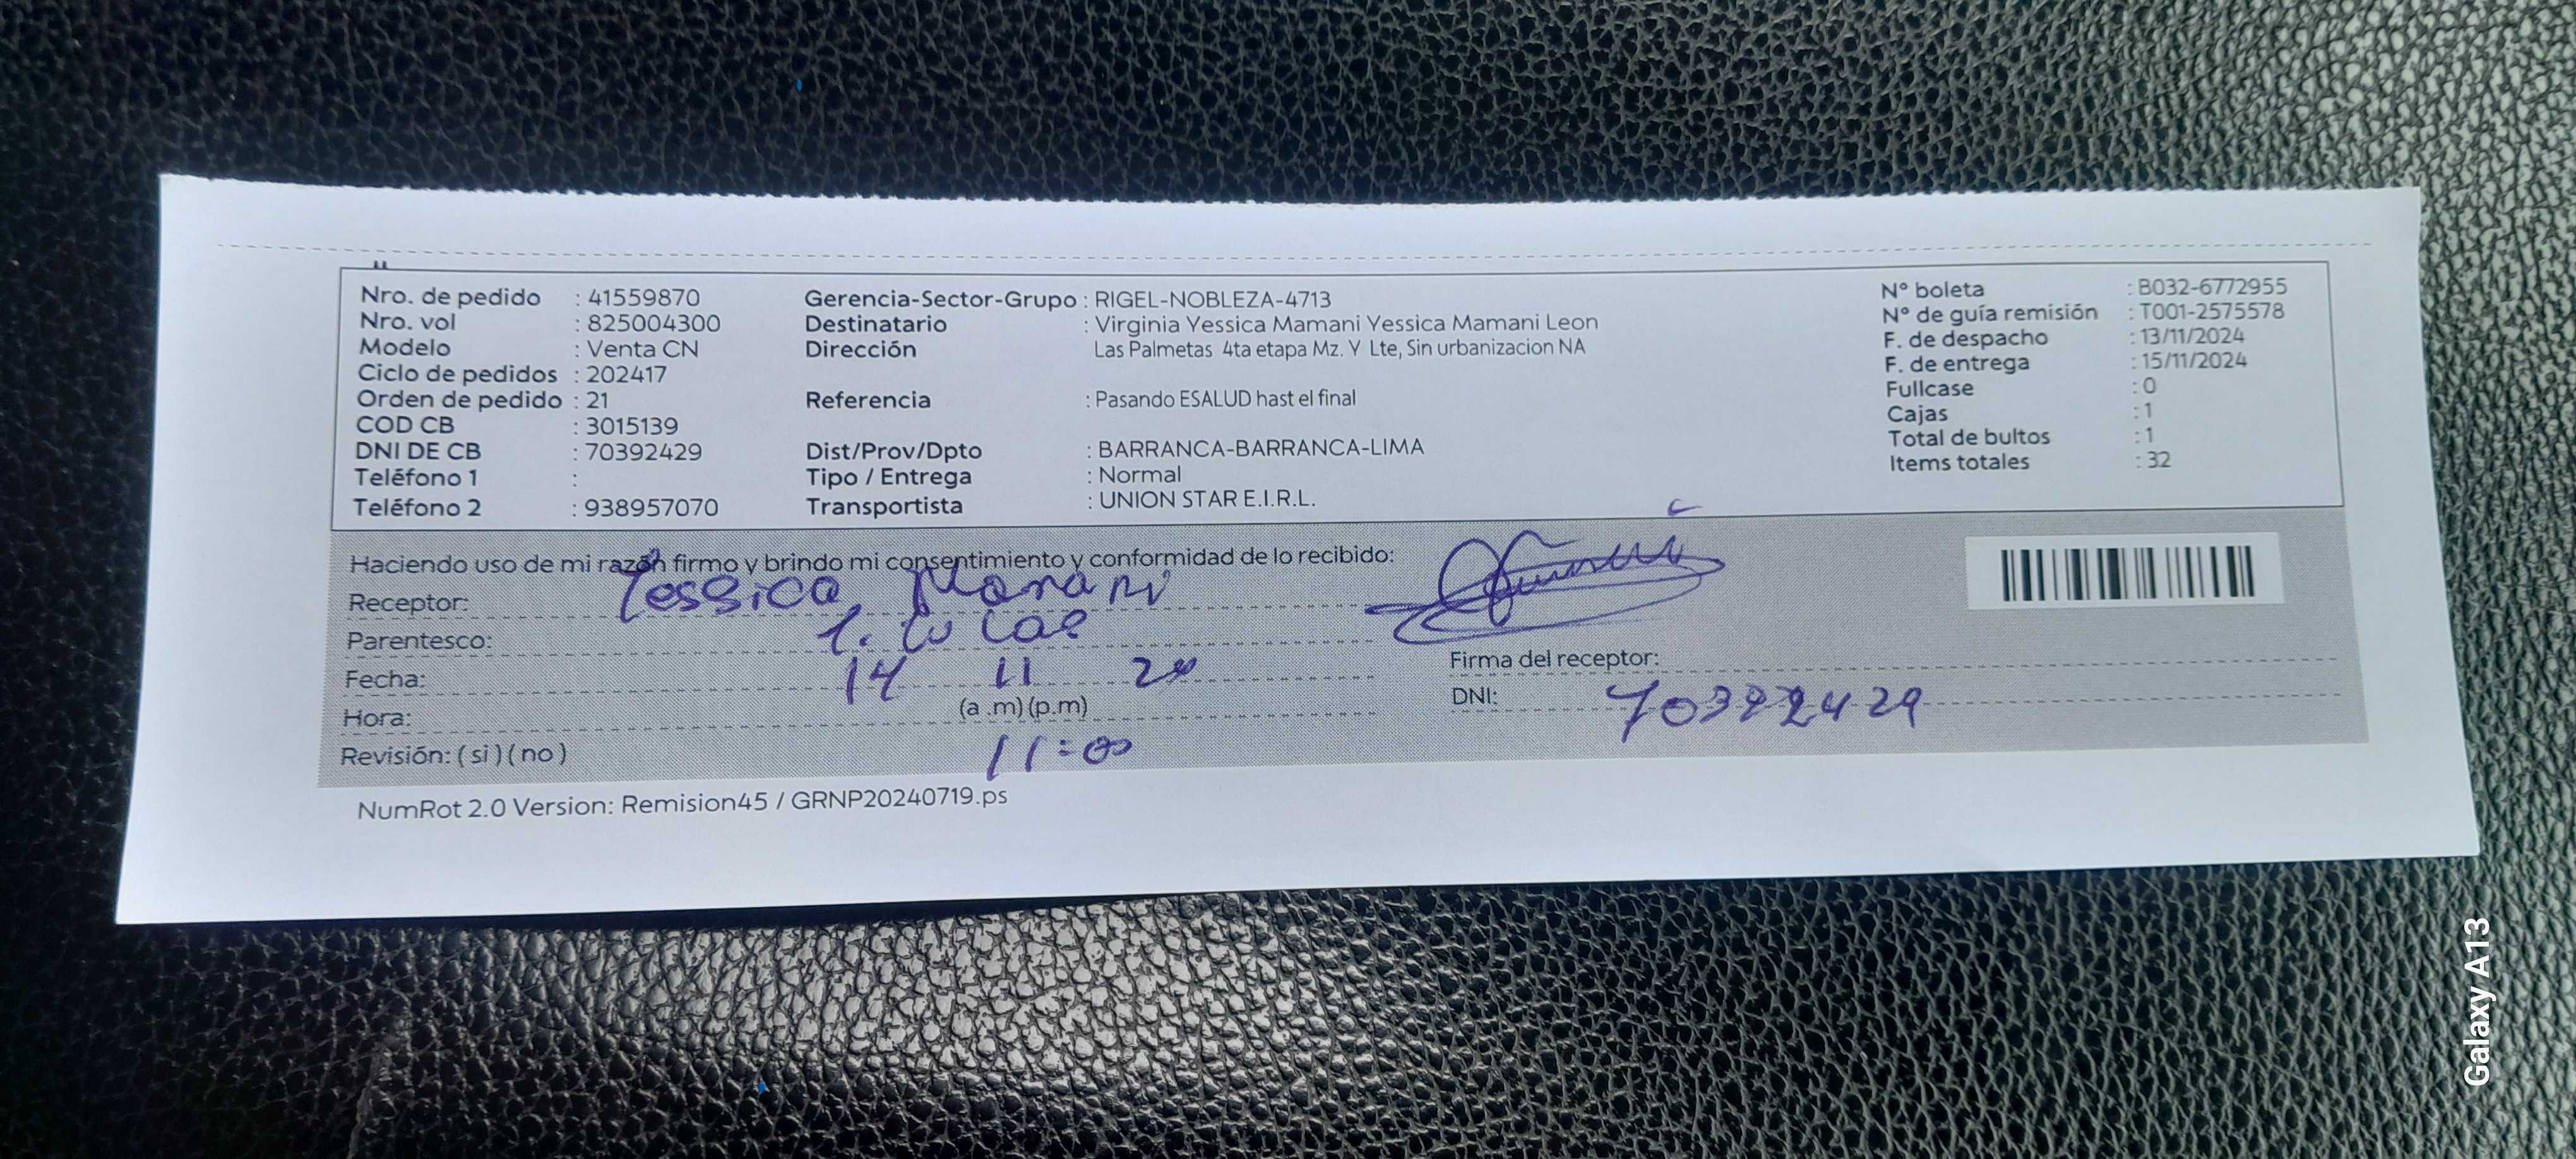 Nro. de pedido : 41559870
Nro. vol : 825004300
Modelo : Venta CN
Ciclo de pedidos : 202417
Orden de pedido : 21
COD CB : 3015139
DNI DE CB : 70392429
Teléfono 1 :
Teléfono 2 : 938957070
Gerencia-Sector-Grupo : RIGEL-NOBLEZA-4713
Destinatario : Virginia Yessica Mamani Yessica Mamani Leon
Dirección Las Palmetas 4ta etapa Mz. Y Lte, Sin urbanizacion NA
Referencia : Pasando ESALUD hast el final
Dist/Prov/Dpto : BARRANCA-BARRANCA-LIMA
Tipo / Entrega : Normal
Transportista : UNION STAR E.I.R.L.
N° boleta : B032-6772955
N° de guía remisión : T001-2575578
F. de despacho : 13/11/2024
F. de entrega : 15/11/2024
Fullcase : 0
Cajas : 1
Total de bultos : 1
Items totales : 32
Haciendo uso de mi razón firmo y brindo mi consentimiento y conformidad de lo recibido:
Receptor: Yessica Mamani
Parentesco:
Fecha: 14 11 24
Hora: (a .m) (p.m)
11:00
Revisión: ( si ) ( no )
Firma del receptor:
DNI: 70392429
NumRot 2.0 Version: Remision45 / GRNP20240719.ps
Galaxy A13